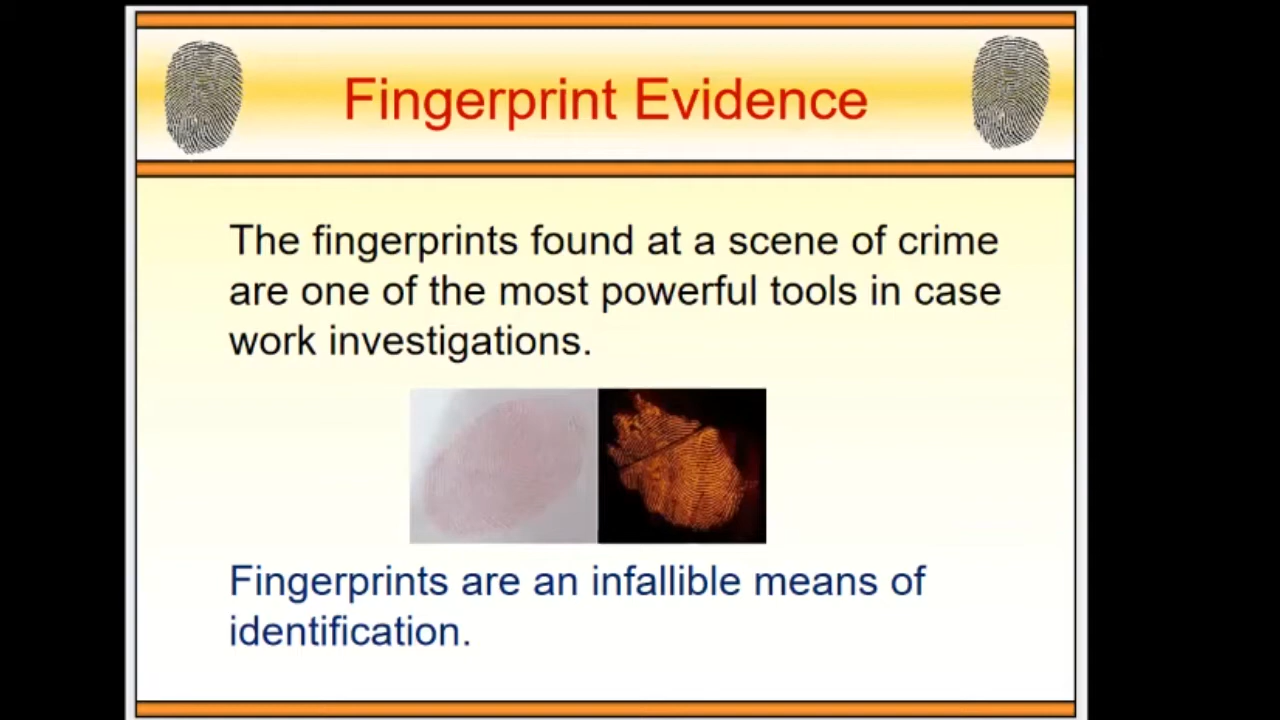 Fingerprint Evidence
The fingerprints found at a scene of crime
are one of the most powerful tools in case
work investigations.
Fingerprints are an infallible means of
identification.